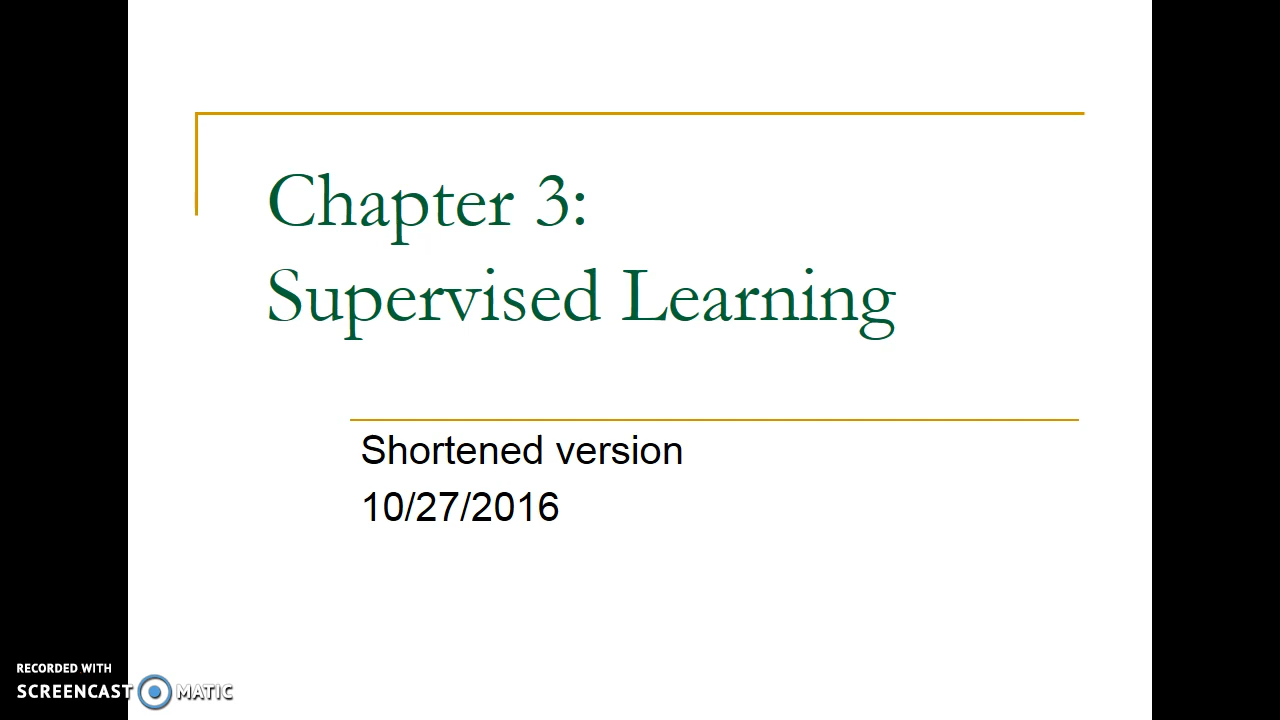 Chapter 3:
Supervised Learning
Shortened version
10/27/2016
RECORDED WITH
SCREENCAST MATIC